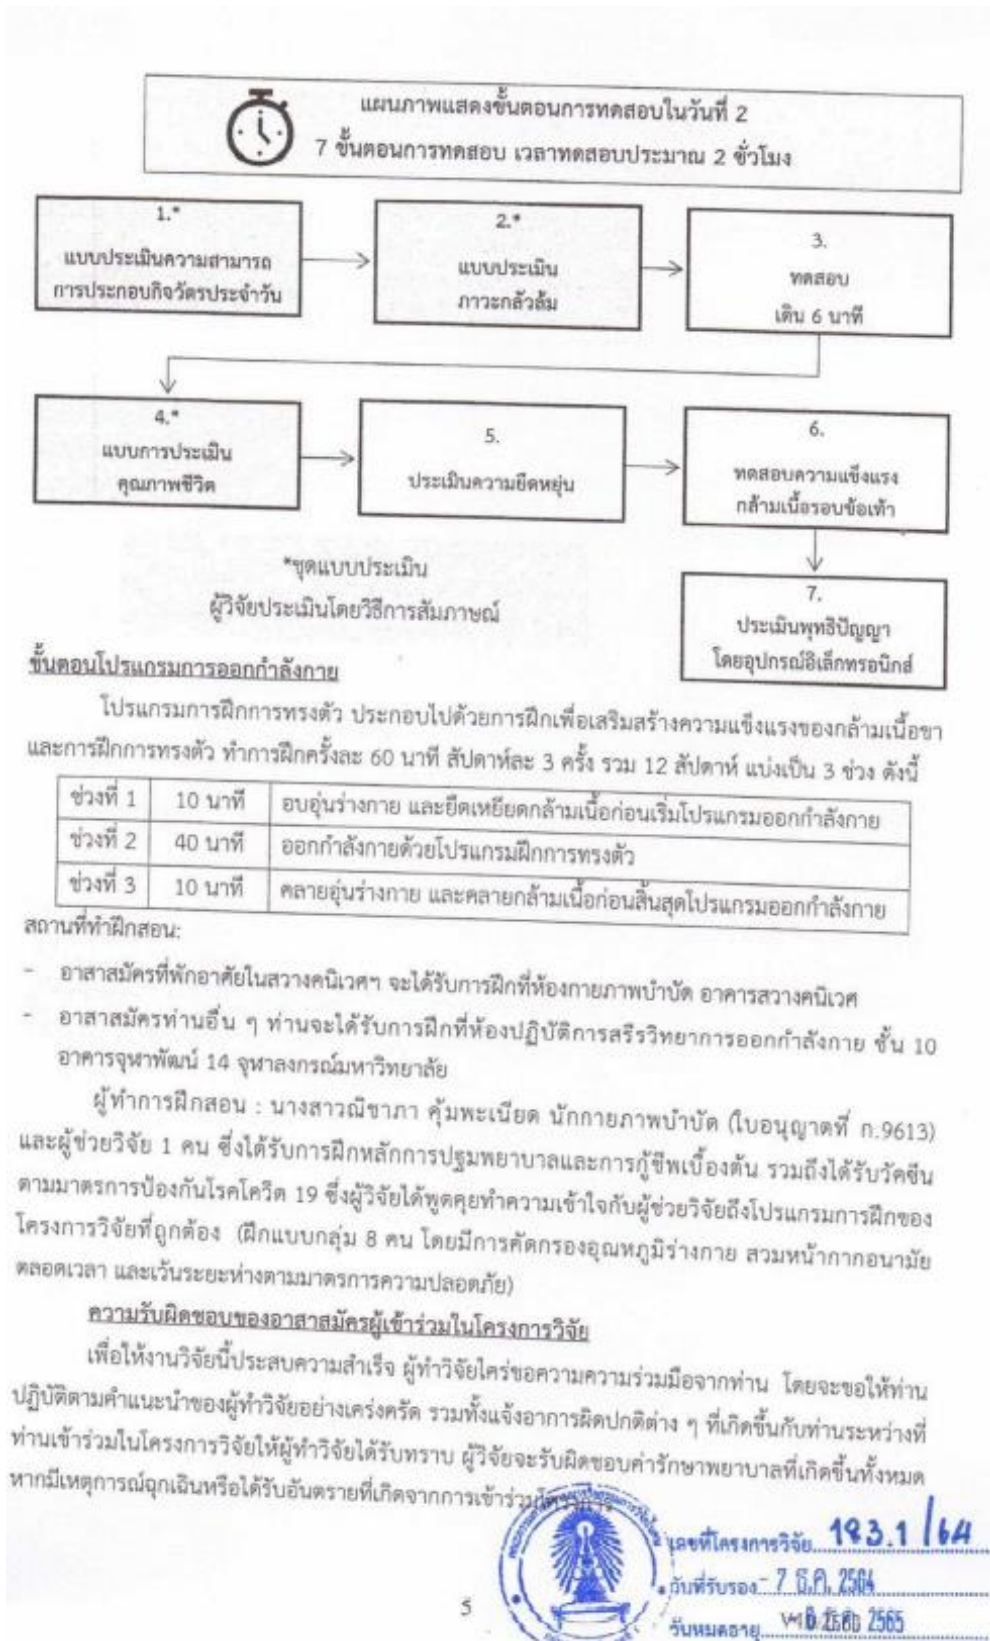 แผนภาพแสดงขั้นตอนการทดสอบในวันที่ 2
7 ขั้นตอนการทดสอบ เวลาทดสอบประมาณ 2 ชั่วโมง
1.*
แบบประเมินความสามารถ
การประกอบกิจวัตรประจำวัน
2.*
แบบประเมิน
ภาวะกลัวล้ม
3.
ทดสอบ
เดิน 6 นาที
4.*
แบบการประเมิน
คุณภาพชีวิต
5.
ประเมินความยืดหยุ่น
6.
ทดสอบความแข็งแรง
กล้ามเนื้อรอบข้อเท้า
7.
ประเมินพุทธิปัญญา
โดยอุปกรณ์อิเล็กทรอนิกส์
*ชุดแบบประเมิน
ผู้วิจัยประเมินโดยวิธีการสัมภาษณ์
ขั้นตอนโปรแกรมการออกกำลังกาย
โปรแกรมการฝึกการทรงตัว ประกอบไปด้วยการฝึกเพื่อเสริมสร้างความแข็งแรงของกล้ามเนื้อขา
และการฝึกการทรงตัว ทำการฝึกครั้งละ 60 นาที สัปดาห์ละ 3 ครั้ง รวม 12 สัปดาห์ แบ่งเป็น 3 ช่วง ดังนี้
ช่วงที่ 1 10 นาที อบอุ่นร่างกาย และยืดเหยียดกล้ามเนื้อก่อนเริ่มโปรแกรมออกกำลังกาย
ช่วงที่ 2 40 นาที ออกกำลังกายด้วยโปรแกรมฝึกการทรงตัว
ช่วงที่ 3 10 นาที คลายอุ่นร่างกาย และคลายกล้ามเนื้อก่อนสิ้นสุดโปรแกรมออกกำลังกาย
สถานที่ทำฝึกสอน:
- อาสาสมัครที่พักอาศัยในสวางคนิเวศฯ จะได้รับการฝึกที่ห้องกายภาพบำบัด อาคารสวางคนิเวศ
- อาสาสมัครท่านอื่น ๆ ท่านจะได้รับการฝึกที่ห้องปฏิบัติการสรีรวิทยาการออกกำลังกาย ชั้น 10
อาคารจุฬาพัฒน์ 14 จุฬาลงกรณ์มหาวิทยาลัย
ผู้ทำการฝึกสอน : นางสาวณิชาภา คุ้มพะเนียด นักกายภาพบำบัด (ใบอนุญาตที่ ก.9613)
และผู้ช่วยวิจัย 1 คน ซึ่งได้รับการฝึกหลักการปฐมพยาบาลและการกู้ชีพเบื้องต้น รวมถึงได้รับวัคซีน
ตามมาตรการป้องกันโรคโควิด 19 ซึ่งผู้วิจัยได้พูดคุยทำความเข้าใจกับผู้ช่วยวิจัยถึงโปรแกรมการฝึกของ
โครงการวิจัยที่ถูกต้อง (ฝึกแบบกลุ่ม 8 คน โดยมีการคัดกรองอุณหภูมิร่างกาย สวมหน้ากากอนามัย
ตลอดเวลา และเว้นระยะห่างตามมาตรการความปลอดภัย)
ความรับผิดชอบของอาสาสมัครผู้เข้าร่วมในโครงการวิจัย
เพื่อให้งานวิจัยนี้ประสบความสำเร็จ ผู้ทำวิจัยใคร่ขอความความร่วมมือจากท่าน โดยจะขอให้ท่าน
ปฏิบัติตามคำแนะนำของผู้ทำวิจัยอย่างเคร่งครัด รวมทั้งแจ้งอาการผิดปกติต่าง ๆ ที่เกิดขึ้นกับท่านระหว่างที่
ท่านเข้าร่วมในโครงการวิจัยให้ผู้ทำวิจัยได้รับทราบ ผู้วิจัยจะรับผิดชอบค่ารักษาพยาบาลที่เกิดขึ้นทั้งหมด
หากมีเหตุการณ์ฉุกเฉินหรือได้รับอันตรายที่เกิดจากการเข้าร่วมโครงการ
เลขที่โครงการวิจัย 183.1/64
วันที่รับรอง - 7 ธ.ค. 2564
วันหมดอายุ 2565
5